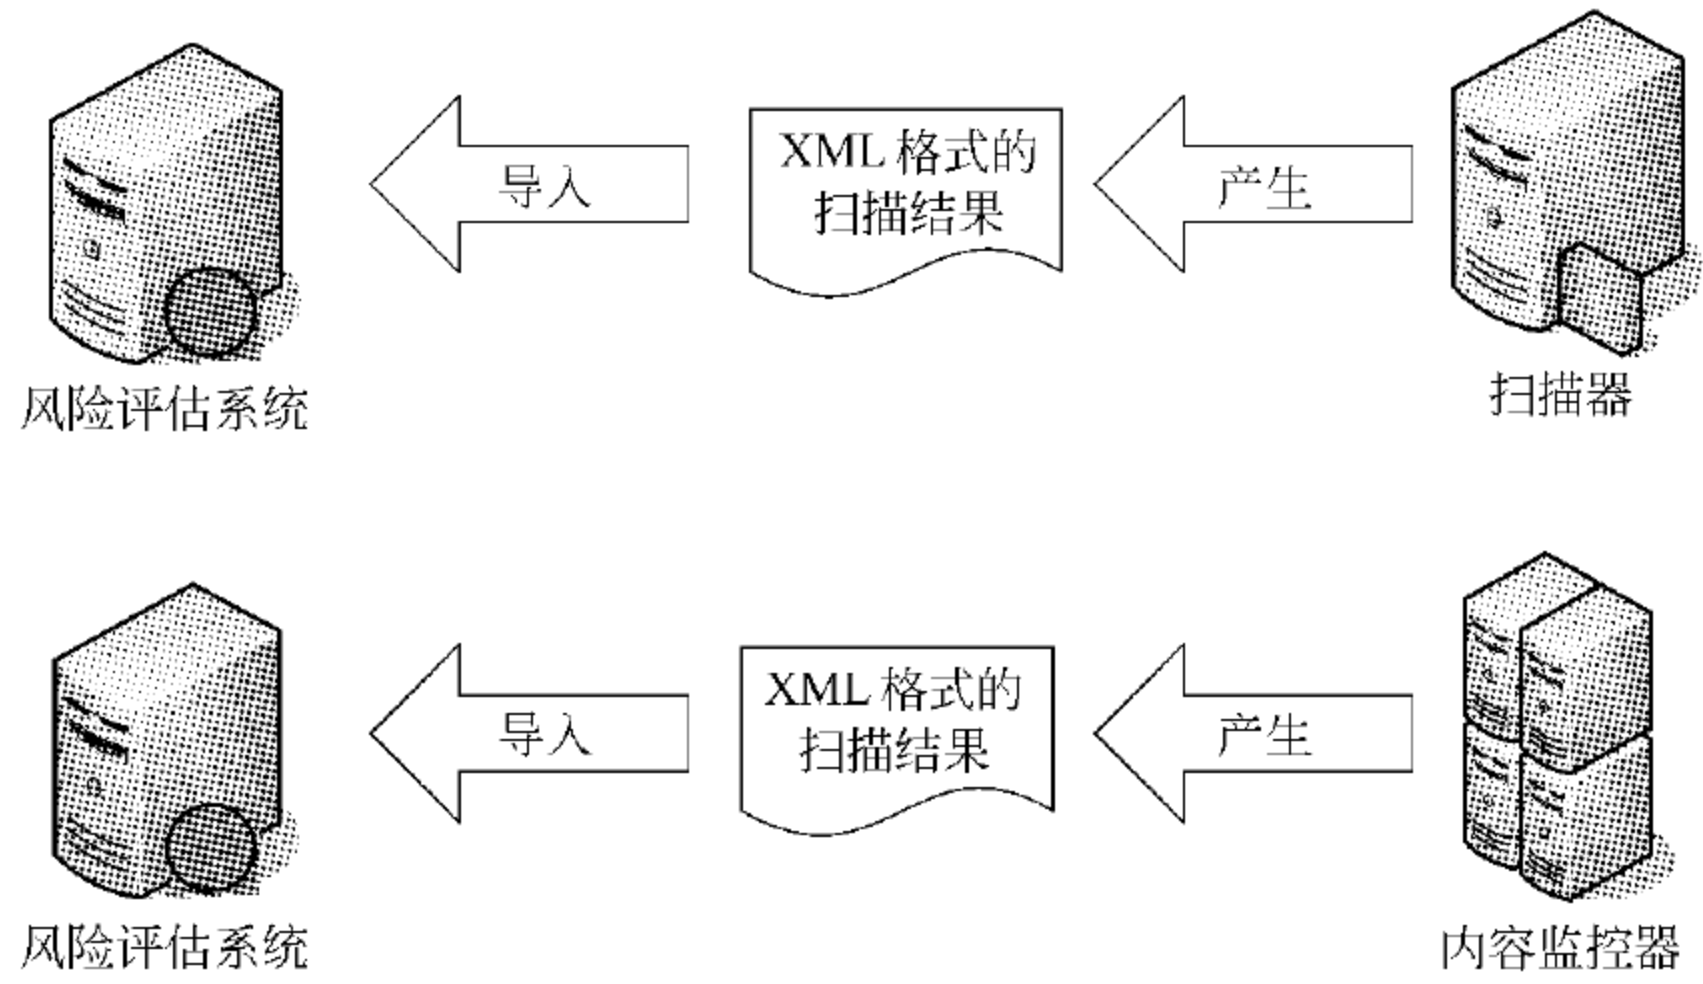 XML 格式的
扫描结果
导入
产生
风险评估系统
扫描器
XML 格式的
扫描结果
导入
产生
风险评估系统
内容监控器